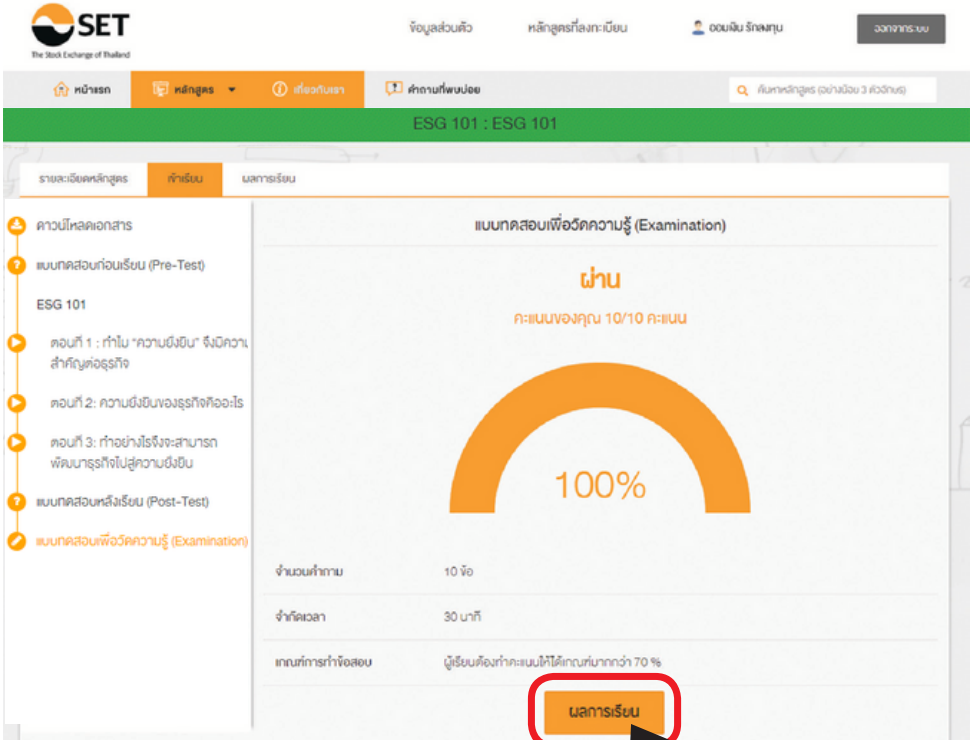 SET
The Stock Exchange of Thailand
ข้อมูลส่วนตัว
หลักสูตรที่ลงทะเบียน
ออมเงิน รักลงทุน
ออกจากระบบ
หน้าแรก
หลักสูตร
เกี่ยวกับเรา
คำถามที่พบบ่อย
ค้นหาหลักสูตร (อย่างน้อย 3 ตัวอักษร)
ESG 101 : ESG 101
รายละเอียดหลักสูตร
เข้าเรียน
ผลการเรียน
ดาวน์โหลดเอกสาร
แบบทดสอบก่อนเรียน (Pre-Test)
ESG 101
ตอนที่ 1 : ทำไม "ความยั่งยืน" จึงมีความ
สำคัญต่อธุรกิจ
ตอนที่ 2: ความยั่งยืนของธุรกิจคืออะไร
ตอนที่ 3: ทำอย่างไรจึงจะสามารถ
พัฒนาธุรกิจไปสู่ความยั่งยืน
แบบทดสอบหลังเรียน (Post-Test)
แบบทดสอบเพื่อวัดความรู้ (Examination)
แบบทดสอบเพื่อวัดความรู้ (Examination)
ผ่าน
คะแนนของคุณ 10/10 คะแนน
100%
จำนวนคำถาม
10 ข้อ
จำกัดเวลา
30 นาที
เกณฑ์การทำข้อสอบ
ผู้เรียนต้องทำคะแนนให้ได้เกณฑ์มากกว่า 70 %
ผลการเรียน